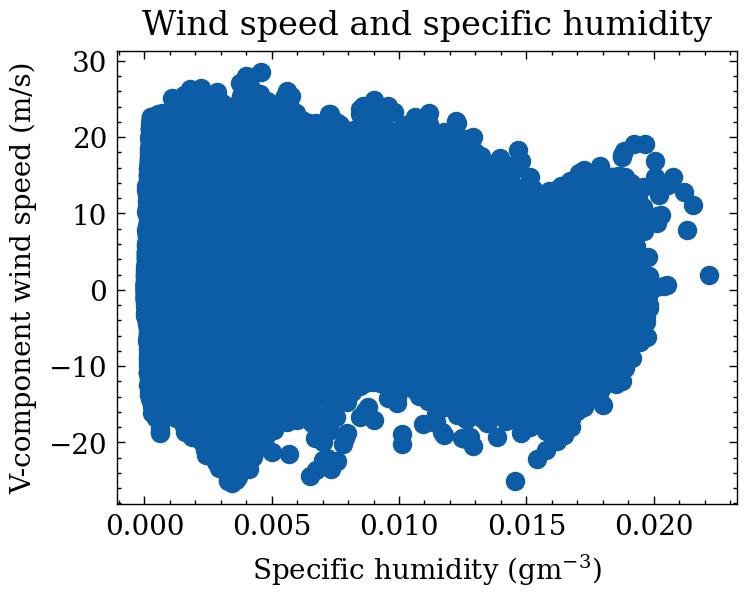 Wind speed and specific humidity
V-component wind speed (m/s)
30
20
10
0
−10
−20
0.000 0.005 0.010 0.015 0.020
Specific humidity (gm⁻³)